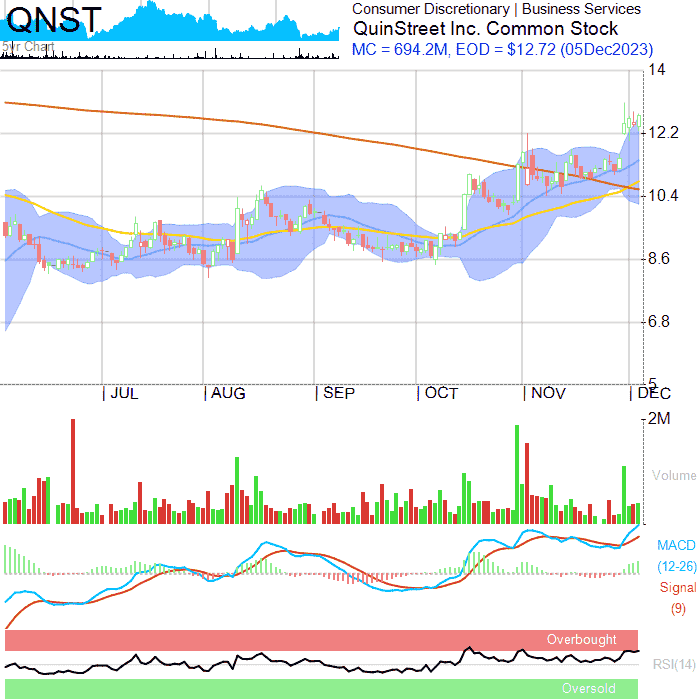 QNST
5yr Chart
Consumer Discretionary | Business Services
QuinStreet Inc. Common Stock
MC = 694.2M, EOD = $12.72 (05Dec2023)
14
12.2
10.4
8.6
6.8
5
JUL AUG SEP OCT NOV DEC
2M
Volume
MACD
(12-26)
Signal
(9)
Overbought
RSI(14)
Oversold